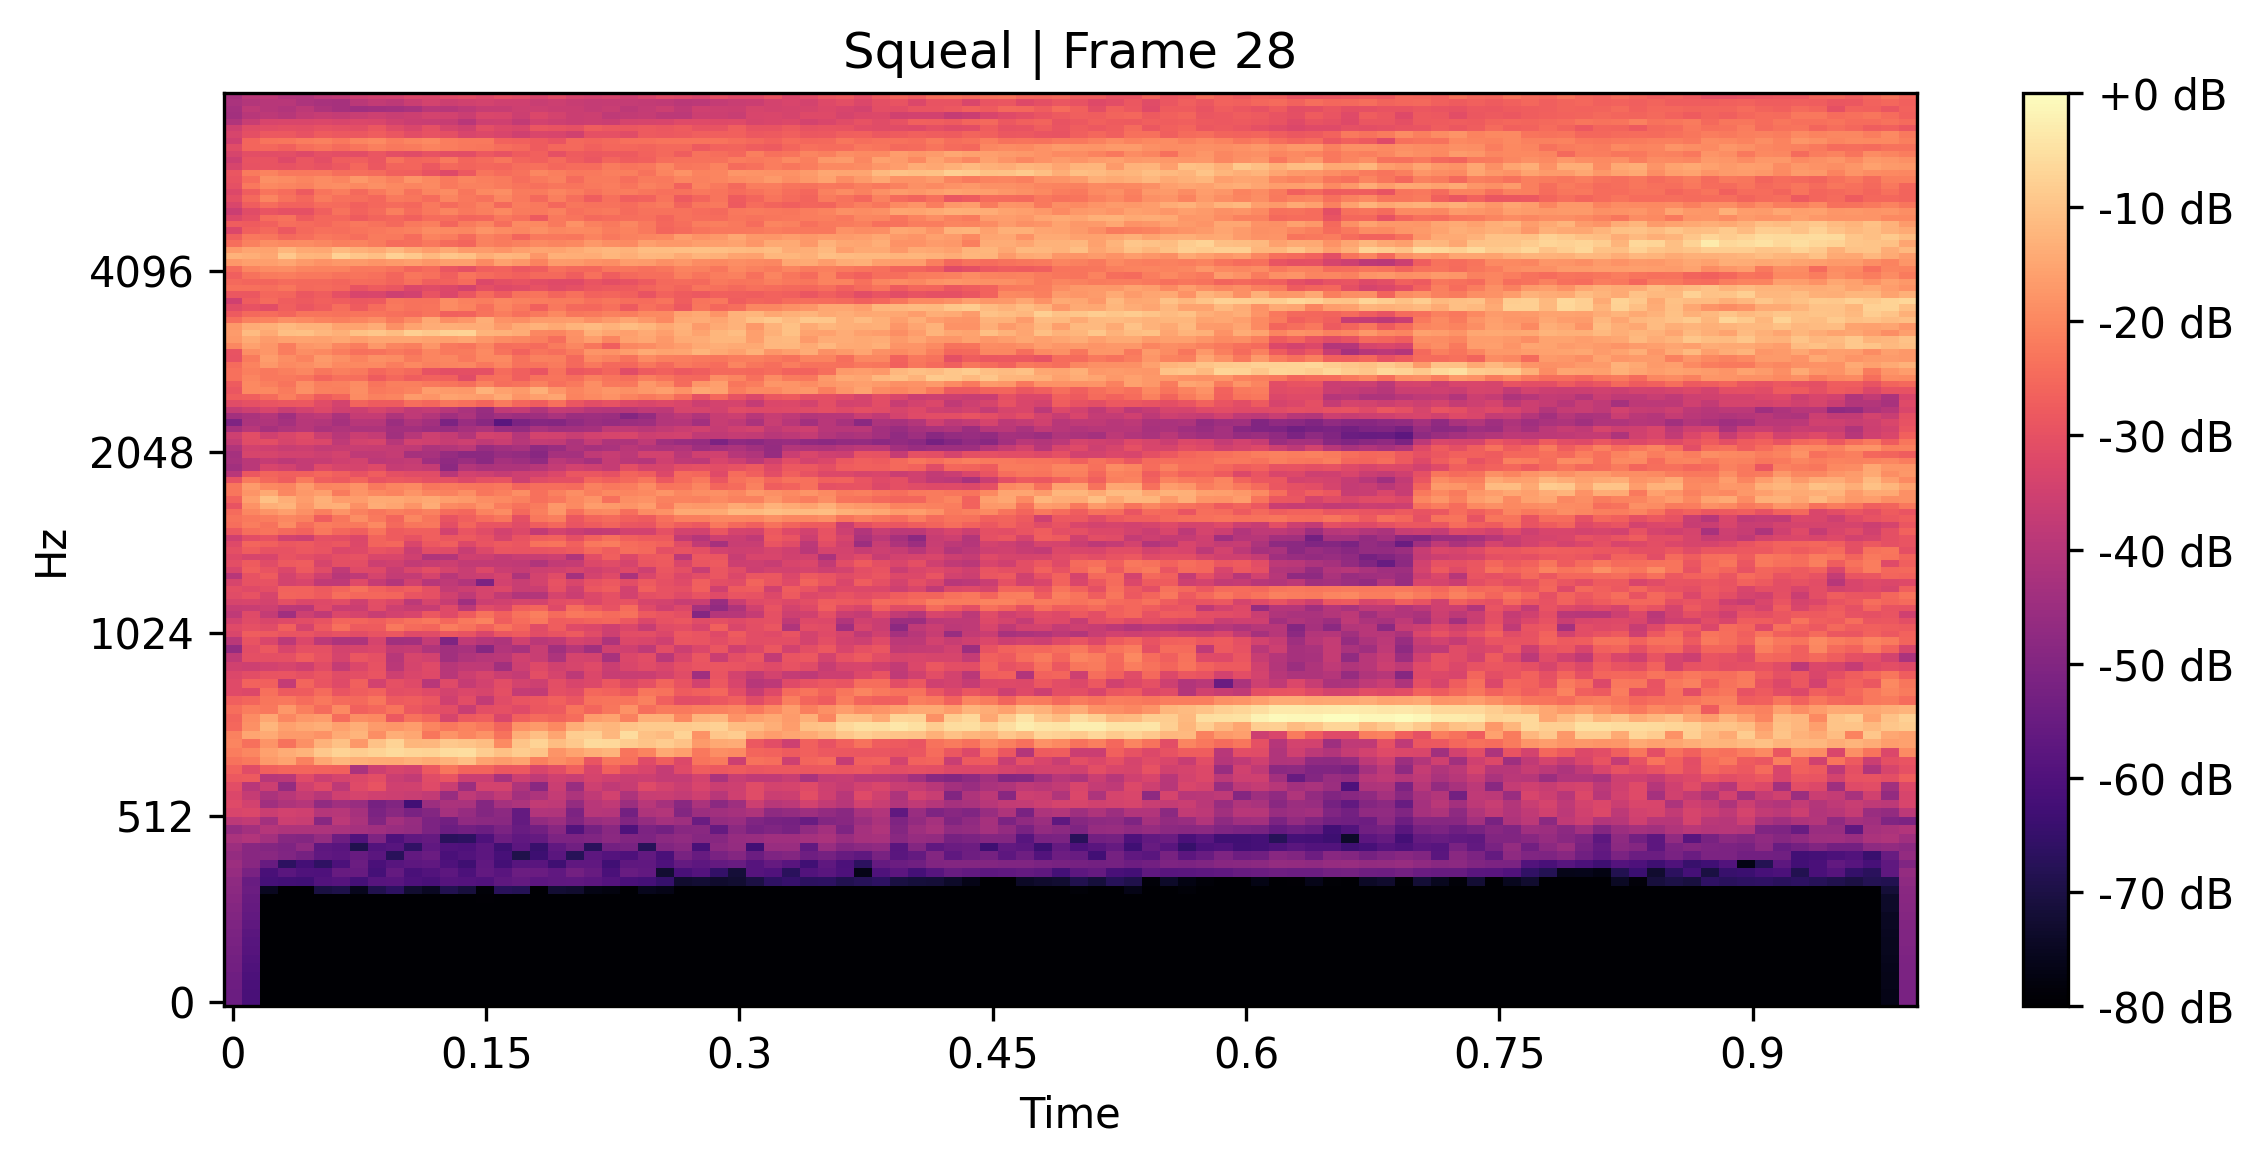 Squeal | Frame 28
Hz
4096
2048
1024
512
0
0 0.15 0.3 0.45 0.6 0.75 0.9
Time
+0 dB
-10 dB
-20 dB
-30 dB
-40 dB
-50 dB
-60 dB
-70 dB
-80 dB